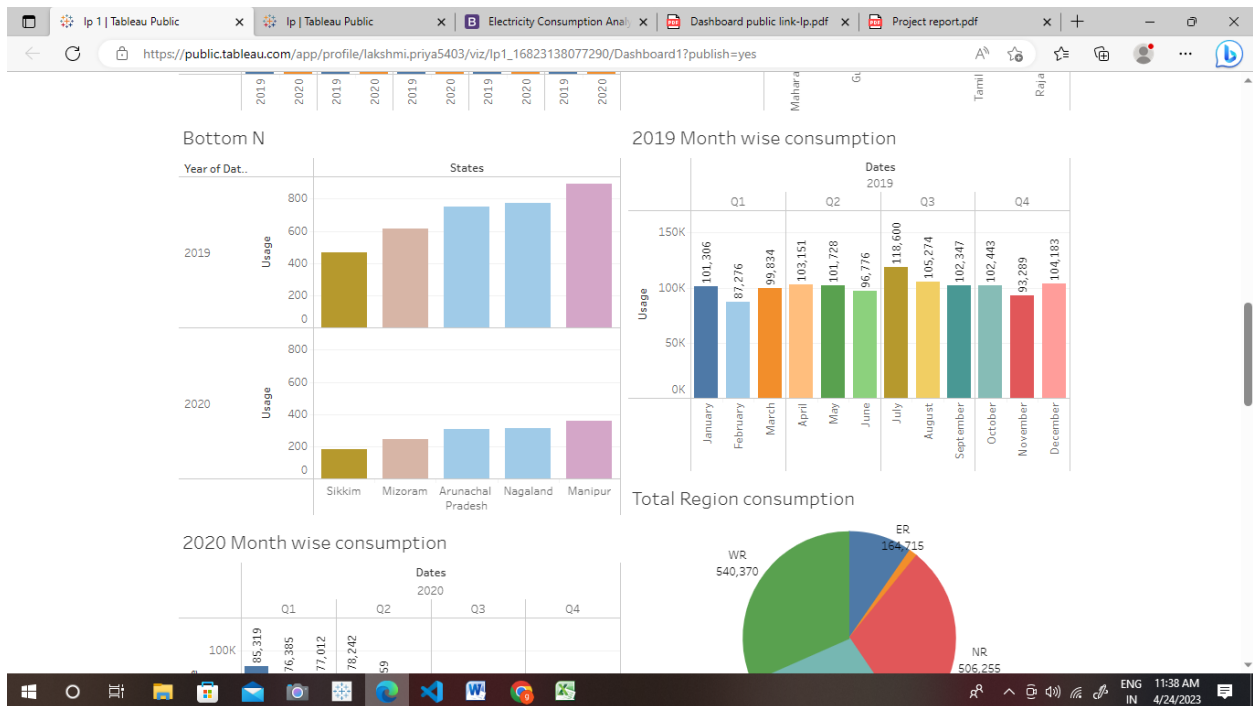 lp 1 | Tableau Public
lp | Tableau Public
Electricity Consumption Anal
Dashboard public link-lp.pdf
Project report.pdf
https://public.tableau.com/app/profile/lakshmi.priya5403/viz/lp1_16823138077290/Dashboard1?publish=yes
2019 2020 2019 2020 2019 2020 2019 2020 2019 2020
Mahara Gu Tamil Raja
Bottom N
Year of Dat..
States
2019
Usage
800
600
400
200
0
2020
Usage
800
600
400
200
0
Sikkim Mizoram Arunachal Pradesh Nagaland Manipur
2019 Month wise consumption
Dates
2019
Q1 Q2 Q3 Q4
Usage
150K
100K
50K
0K
101,306 87,276 99,834 103,151 101,728 96,776 118,600 105,274 102,347 102,443 93,289 104,183
January February March April May June July August September October November December
2020 Month wise consumption
Dates
2020
Q1 Q2 Q3 Q4
100K
85,319 76,385 77,012 78,242 59
Total Region consumption
ER
164,715
WR
540,370
NR
506,255
ENG
IN
11:38 AM
4/24/2023